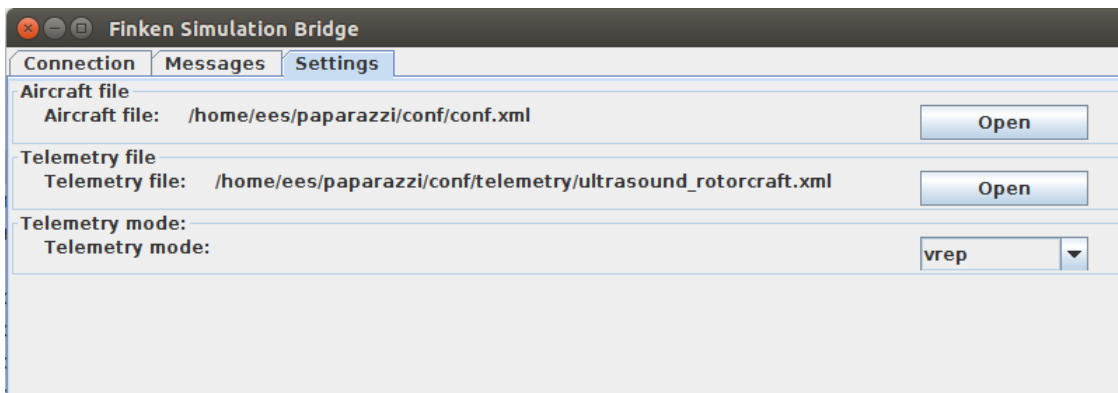 Finken Simulation Bridge
Connection Messages Settings
Aircraft file
Aircraft file: /home/ees/paparazzi/conf/conf.xml Open
Telemetry file
Telemetry file: /home/ees/paparazzi/conf/telemetry/ultrasound_rotorcraft.xml Open
Telemetry mode:
Telemetry mode: vrep